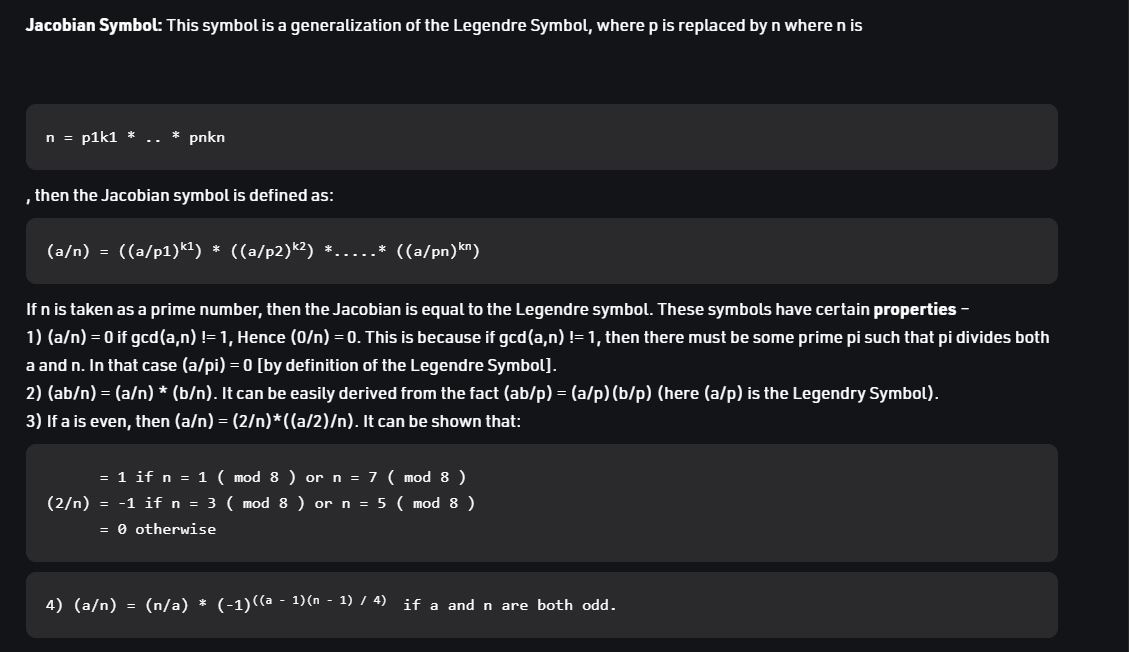 Jacobian Symbol: This symbol is a generalization of the Legendre Symbol, where p is replaced by n where n is
n = p1k1 * .. * pnkn
, then the Jacobian symbol is defined as:
(a/n) = ((a/p1)^k1) * ((a/p2)^k2) *.....* ((a/pn)^kn)
If n is taken as a prime number, then the Jacobian is equal to the Legendre symbol. These symbols have certain properties –
1) (a/n) = 0 if gcd(a,n) != 1, Hence (0/n) = 0. This is because if gcd(a,n) != 1, then there must be some prime pi such that pi divides both
a and n. In that case (a/pi) = 0 [by definition of the Legendre Symbol].
2) (ab/n) = (a/n) * (b/n). It can be easily derived from the fact (ab/p) = (a/p)(b/p) (here (a/p) is the Legendry Symbol).
3) If a is even, then (a/n) = (2/n)*((a/2)/n). It can be shown that:
= 1 if n = 1 ( mod 8 ) or n = 7 ( mod 8 )
(2/n) = -1 if n = 3 ( mod 8 ) or n = 5 ( mod 8 )
= 0 otherwise
4) (a/n) = (n/a) * (-1)^((a - 1)(n - 1) / 4) if a and n are both odd.